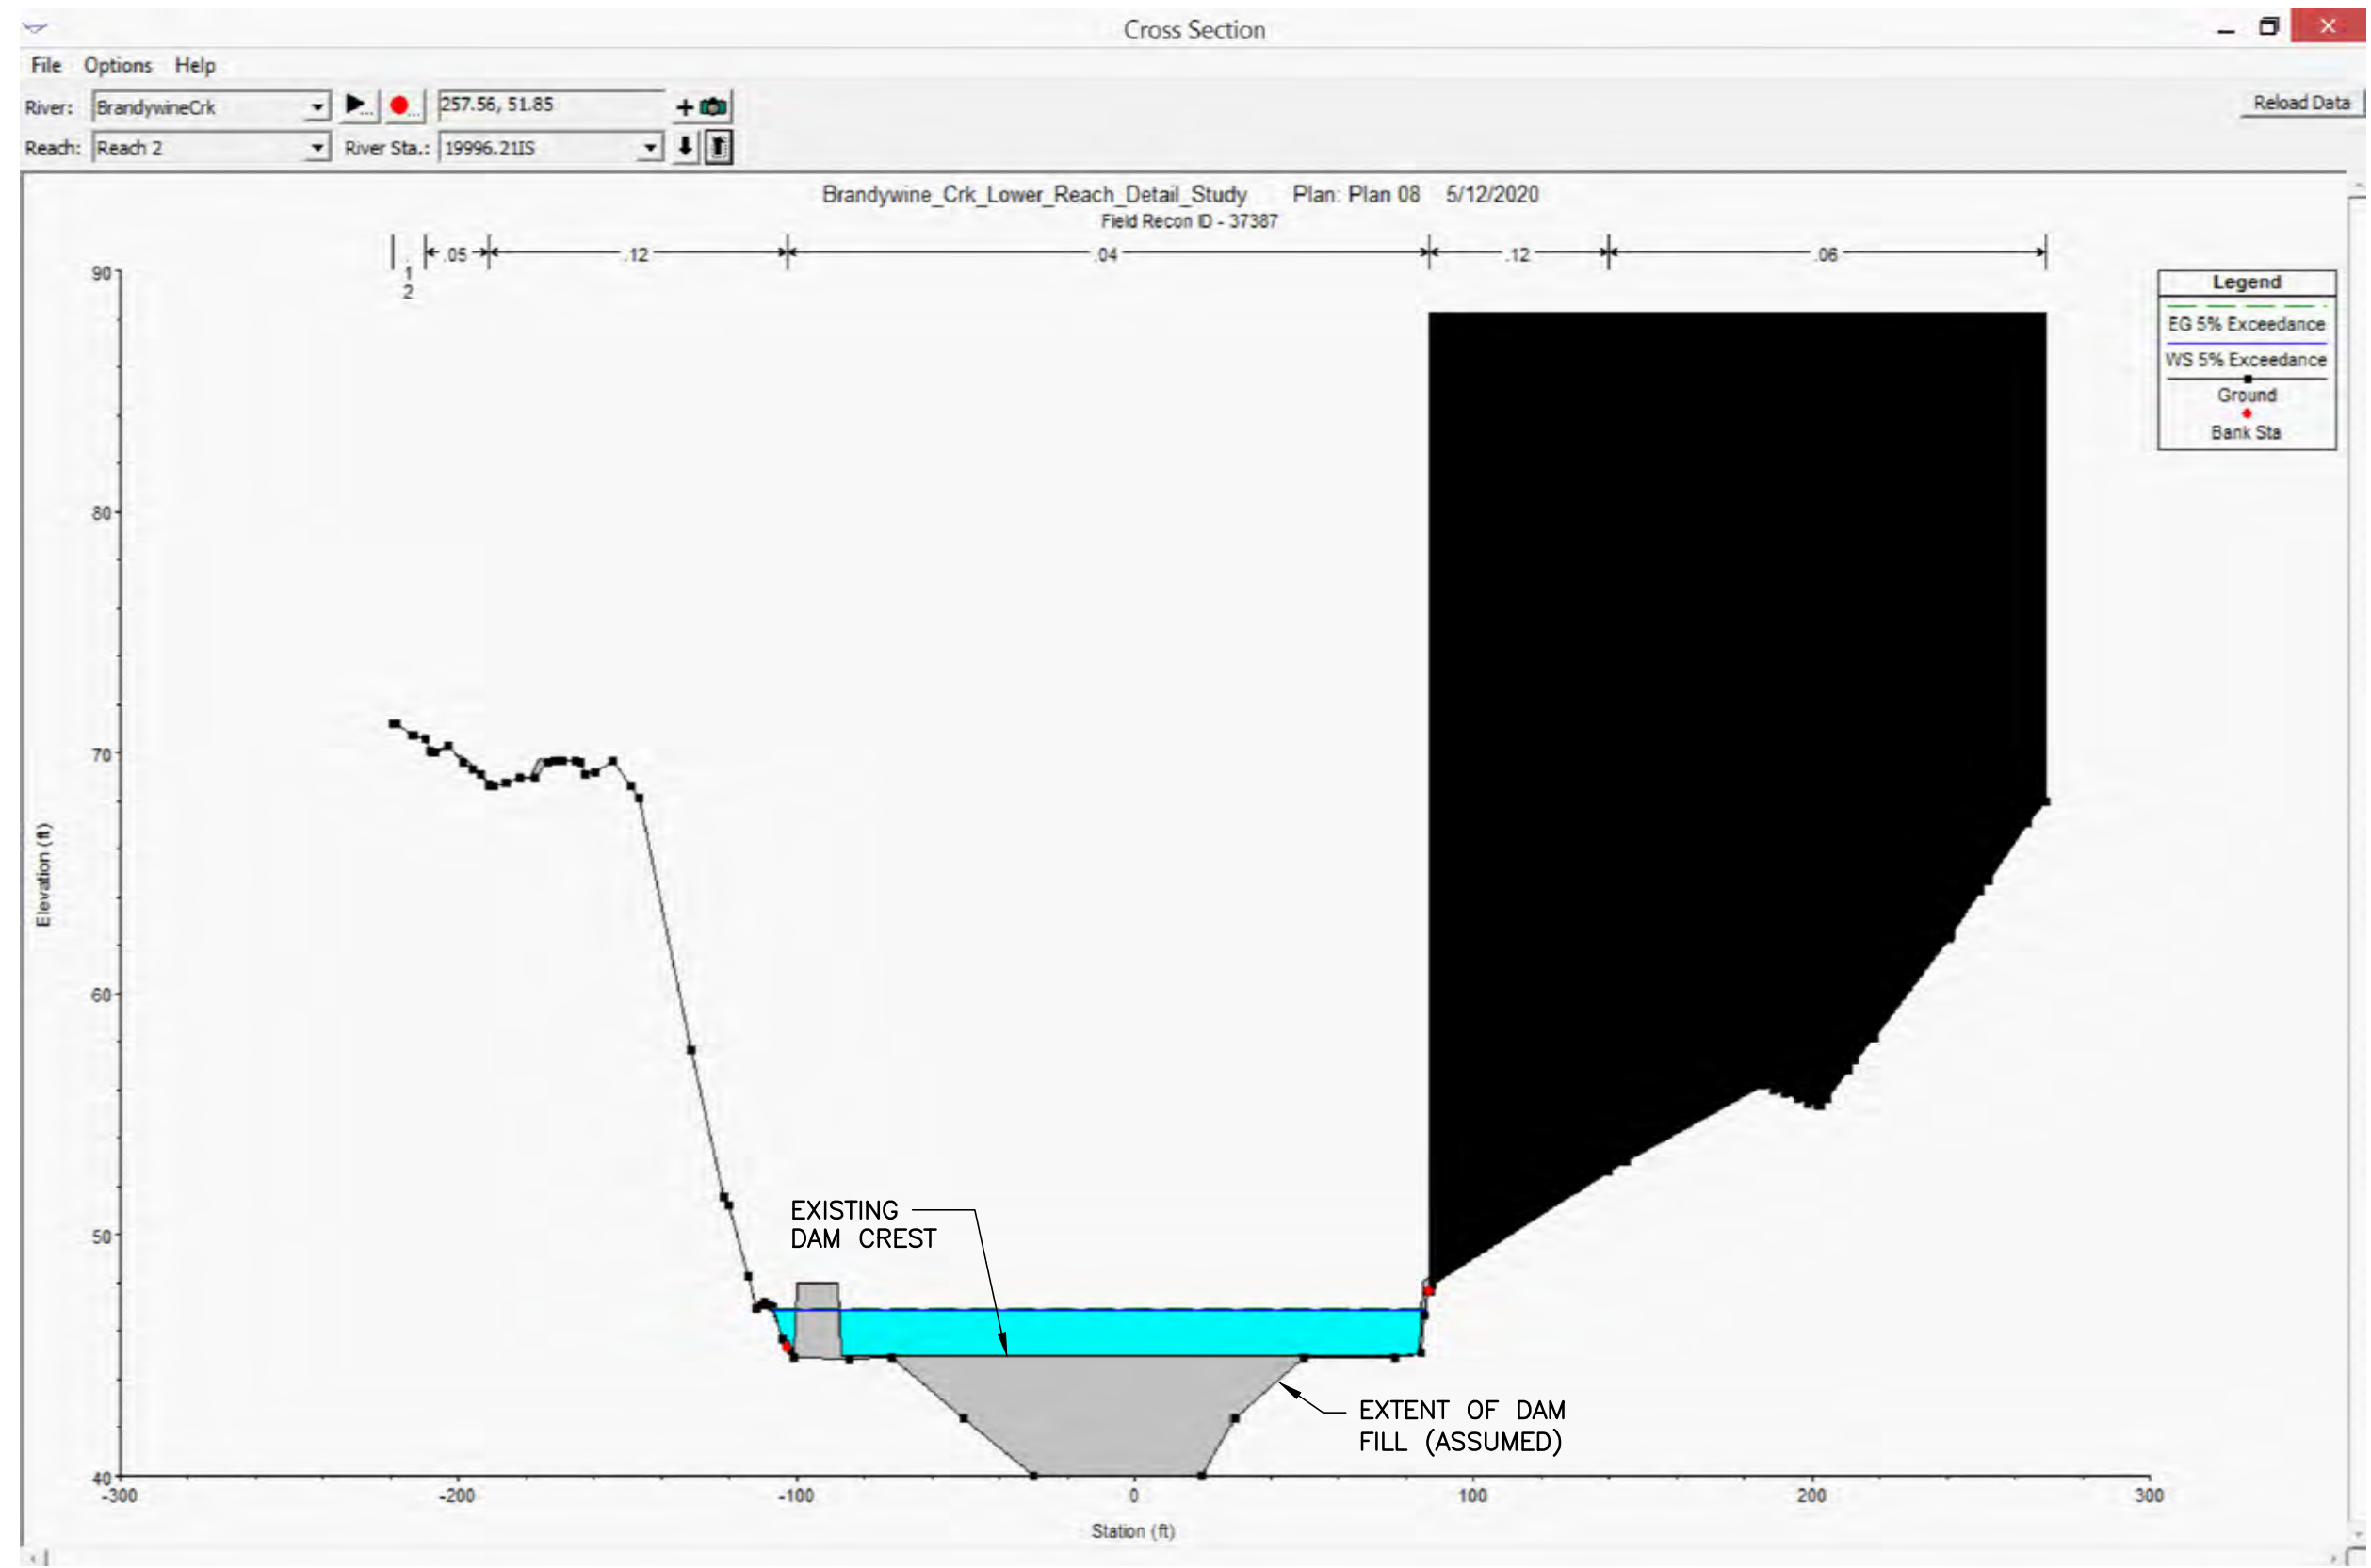 Cross Section
File Options Help
River: BrandywineCrk 257.56, 51.85 Reload Data
Reach: Reach 2 River Sta.: 19996.21IS
Brandywine_Crk_Lower_Reach_Detail_Study Plan: Plan 08 5/12/2020
Field Recon ID - 37387
.12 .05 .12 .04 .12 .06
Legend
EG 5% Exceedance
WS 5% Exceedance
Ground
Bank Sta
90
80
70
60
50
40
Elevation (ft)
EXISTING
DAM CREST
EXTENT OF DAM
FILL (ASSUMED)
-300 -200 -100 0 100 200 300
Station (ft)